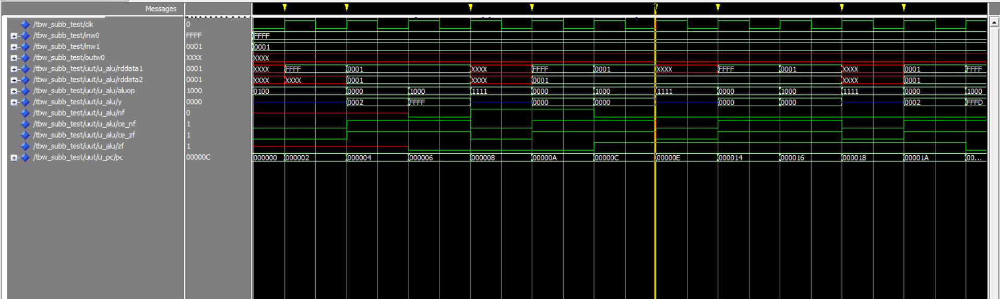 Messages
/tbw_subb_test/clk 0
/tbw_subb_test/inw0 FFFF FFFF
/tbw_subb_test/inw1 0001 0001
/tbw_subb_test/outw0 XXXX XXXX
/tbw_subb_test/uut/u_alu/rddata1 0001 XXXX FFFF 0001 XXXX FFFF 0001 XXXX FFFF 0001 XXXX 0001 FFFF
/tbw_subb_test/uut/u_alu/rddata2 0001 XXXX XXXX 0001 XXXX 0001 XXXX 0001
/tbw_subb_test/uut/u_alu/aluop 1000 0100 0000 1000 1111 0000 1000 1111 0000 1000 1111 0000 1000
/tbw_subb_test/uut/u_alu/y 0000 0002 FFFF 0000 0000 0000 0000 0002 FFFD
/tbw_subb_test/uut/u_alu/nf 0
/tbw_subb_test/uut/u_alu/ce_nf 1
/tbw_subb_test/uut/u_alu/ce_zf 1
/tbw_subb_test/uut/u_alu/zf 1
/tbw_subb_test/uut/u_pc/pc 00000C 000000 000002 000004 000006 000008 00000A 00000C 00000E 000014 000016 000018 00001A 00...